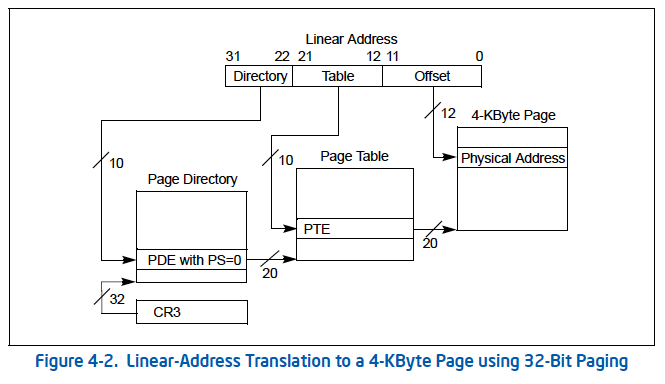 Linear Address
31 22 21 12 11 0
Directory Table Offset
12
4-KByte Page
10
10
Page Table
Physical Address
Page Directory
PTE
20
PDE with PS=0
20
32
CR3
Figure 4-2. Linear-Address Translation to a 4-KByte Page using 32-Bit Paging